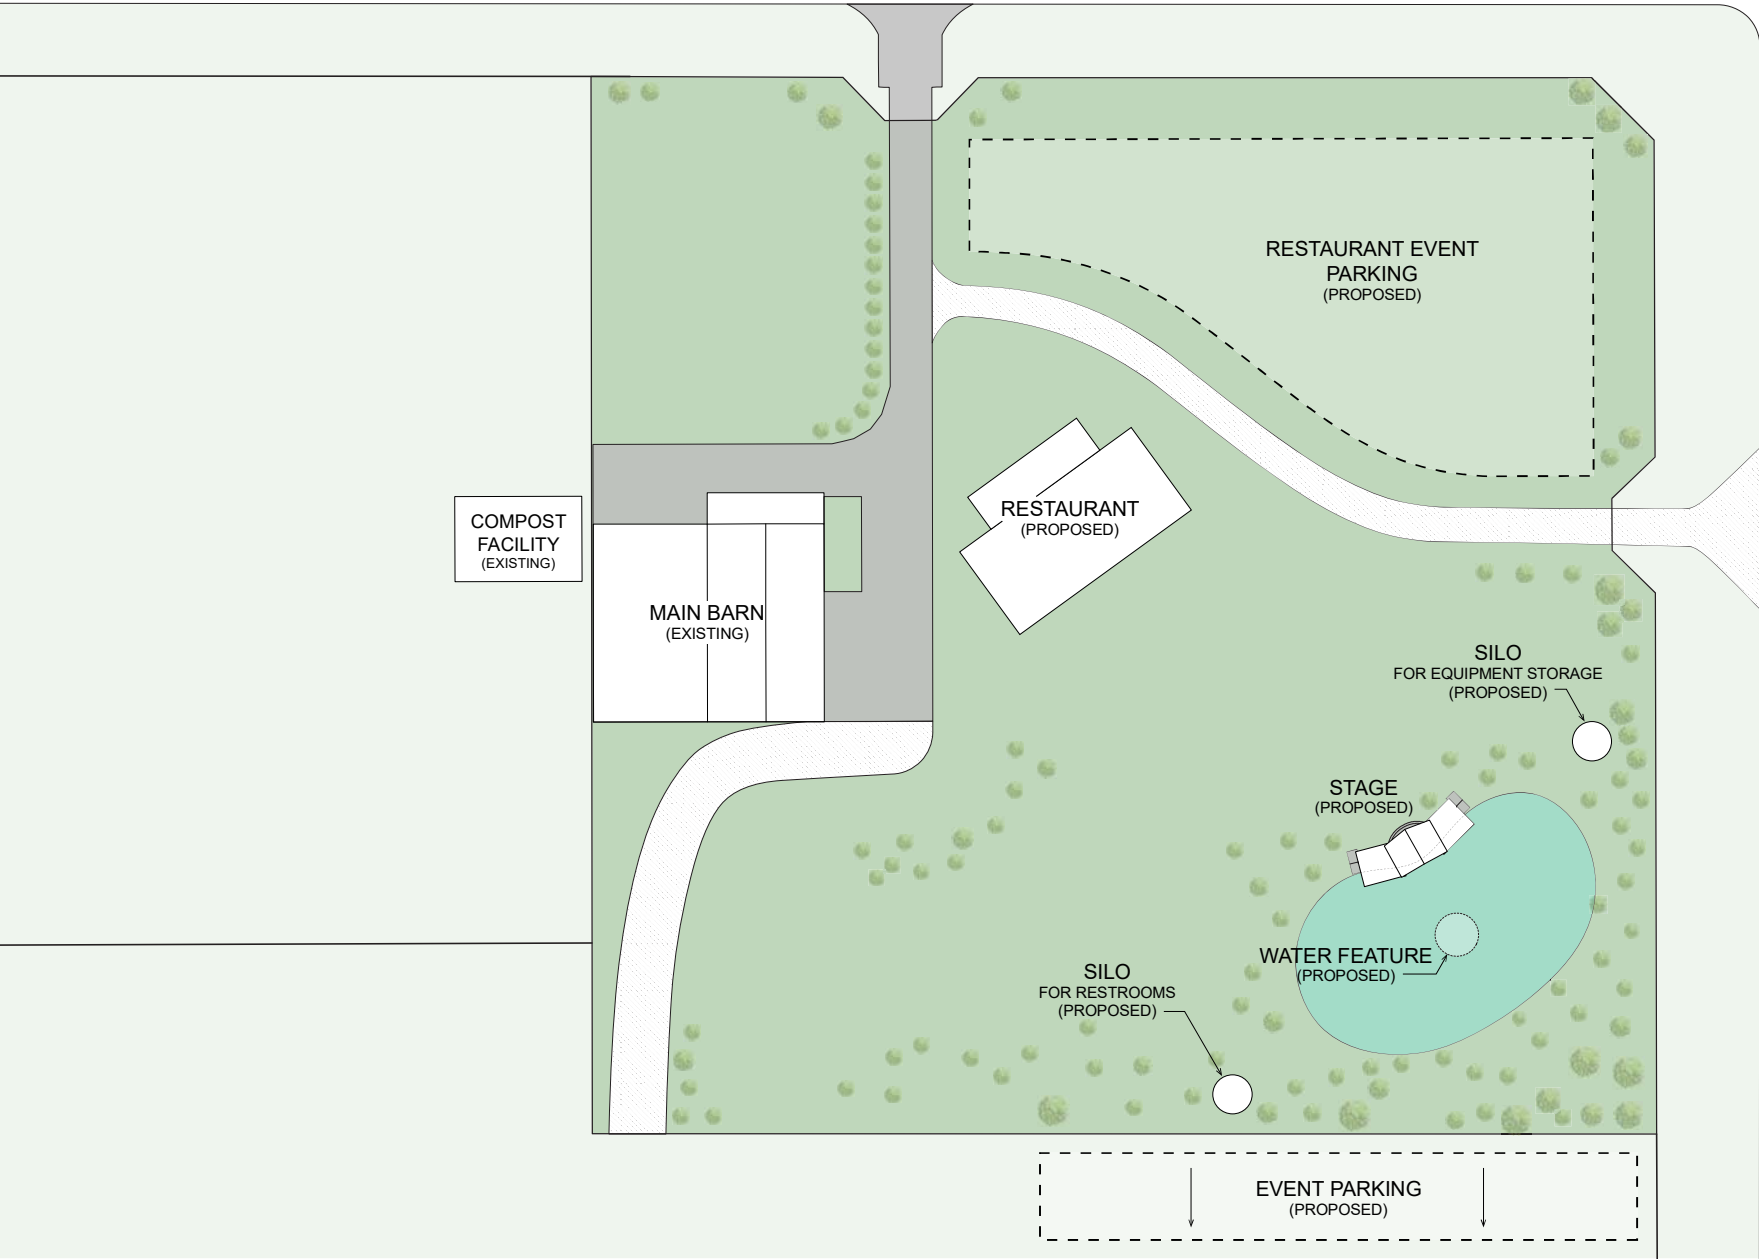 RESTAURANT EVENT
PARKING
(PROPOSED)
COMPOST
FACILITY
(EXISTING)
RESTAURANT
(PROPOSED)
MAIN BARN
(EXISTING)
SILO
FOR EQUIPMENT STORAGE
(PROPOSED)
STAGE
(PROPOSED)
WATER FEATURE
(PROPOSED)
SILO
FOR RESTROOMS
(PROPOSED)
EVENT PARKING
(PROPOSED)